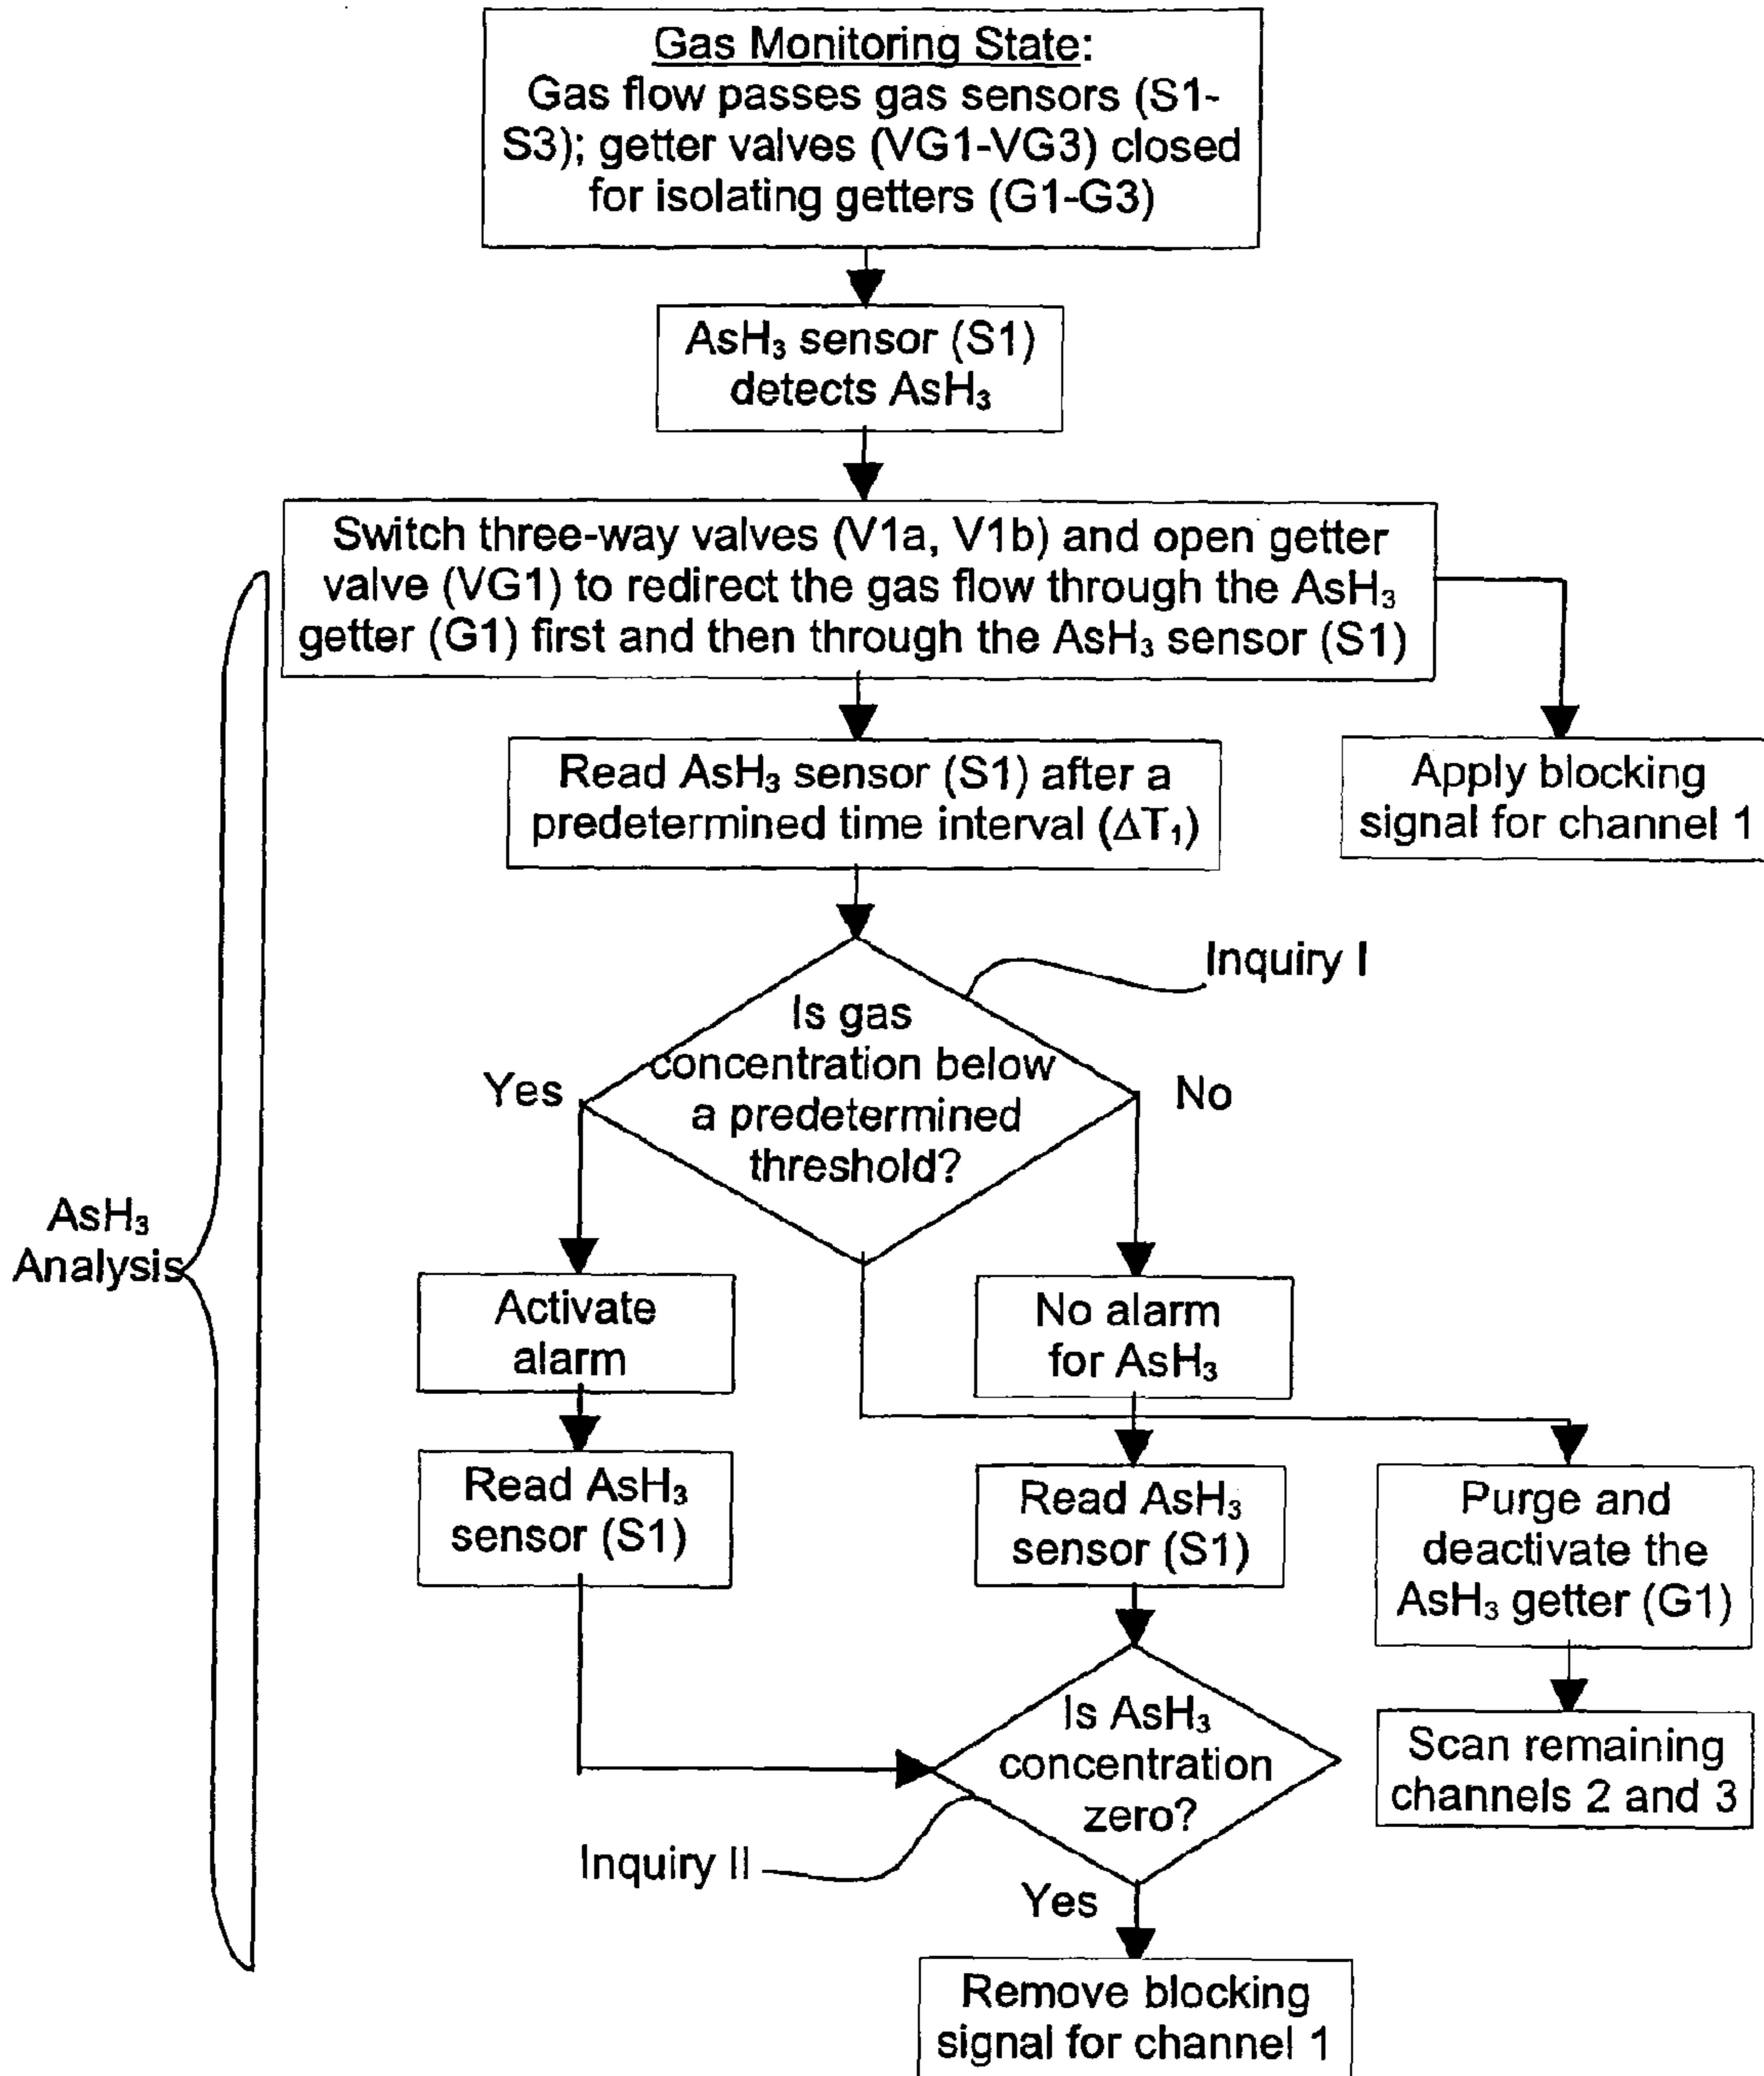 Gas Monitoring State:
Gas flow passes gas sensors (S1-
S3); getter valves (VG1-VG3) closed
for isolating getters (G1-G3)
AsH₃ sensor (S1)
detects AsH₃
Switch three-way valves (V1a, V1b) and open getter
valve (VG1) to redirect the gas flow through the AsH₃
getter (G1) first and then through the AsH₃ sensor (S1)
Read AsH₃ sensor (S1) after a
predetermined time interval (ΔT₁)
Apply blocking
signal for channel 1
Inquiry I
Is gas
concentration below
a predetermined
threshold?
Yes
No
AsH₃
Analysis
Activate
alarm
No alarm
for AsH₃
Read AsH₃
sensor (S1)
Read AsH₃
sensor (S1)
Purge and
deactivate the
AsH₃ getter (G1)
Is AsH₃
concentration
zero?
Scan remaining
channels 2 and 3
Inquiry II
Yes
Remove blocking
signal for channel 1